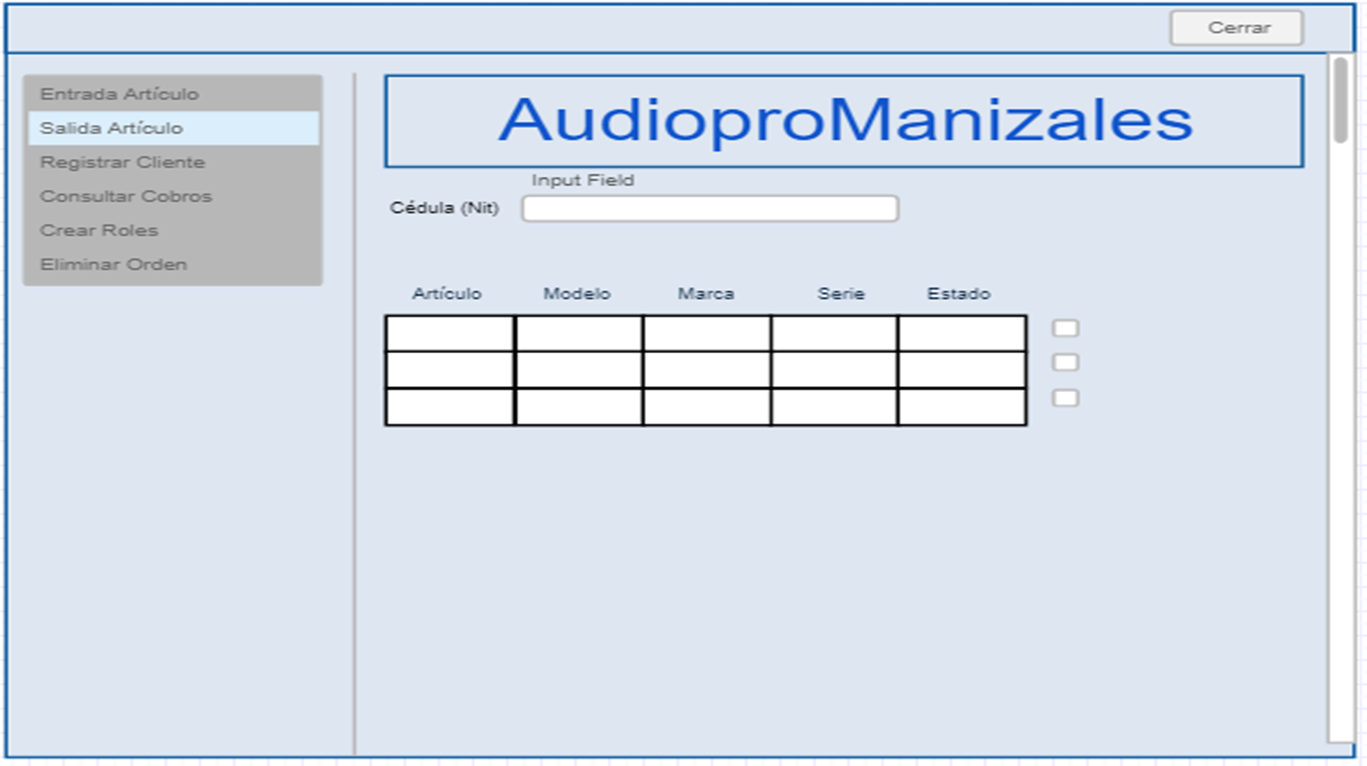 Cerrar
Entrada Artículo
Salida Artículo
Registrar Cliente
Consultar Cobros
Crear Roles
Eliminar Orden
AudioproManizales
Input Field
Cédula (Nit)
Artículo Modelo Marca Serie Estado